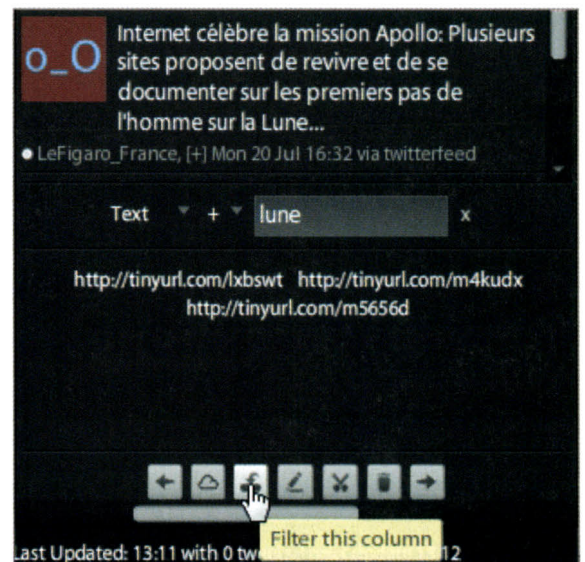 o_O
Internet célèbre la mission Apollo: Plusieurs
sites proposent de revivre et de se
documenter sur les premiers pas de
l'homme sur la Lune...
LeFigaro_France, [+] Mon 20 Jul 16:32 via twitterfeed
Text + lune x
http://tinyurl.com/lxbswt http://tinyurl.com/m4kudx
http://tinyurl.com/m5656d
Filter this column
Last Updated: 13:11 with 0 12